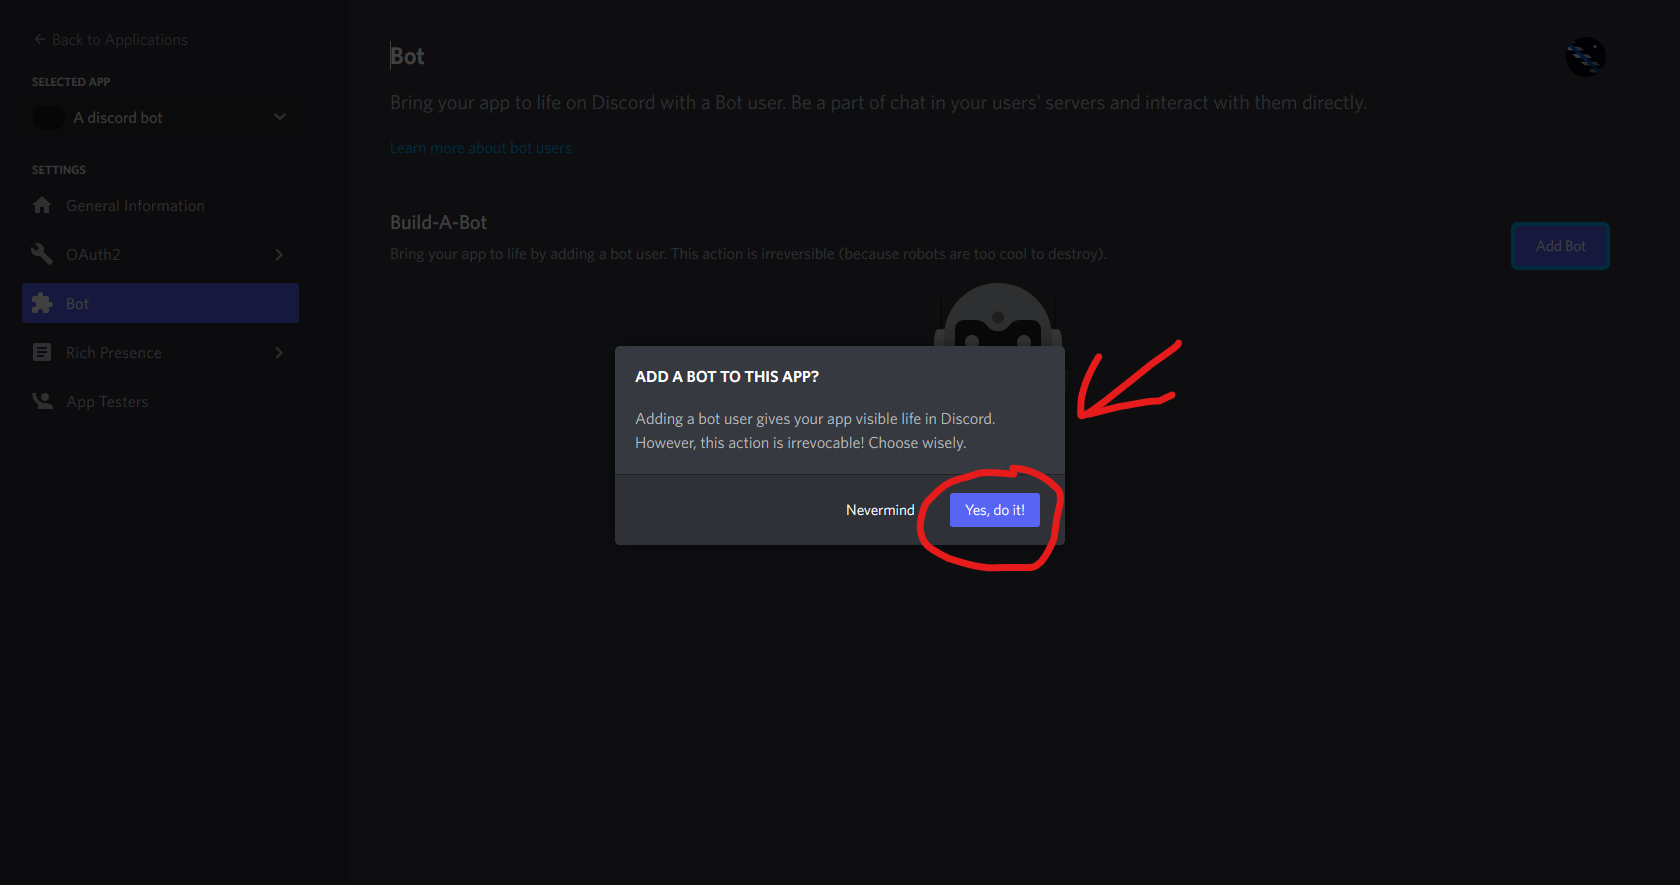 Back to Applications
SELECTED APP
A discord bot
SETTINGS
General Information
OAuth2
Bot
Rich Presence
App Testers
Bot
Bring your app to life on Discord with a Bot user. Be a part of chat in your users' servers and interact with them directly.
Learn more about bot users
Build-A-Bot
Bring your app to life by adding a bot user. This action is irreversible (because robots are too cool to destroy).
Add Bot
ADD A BOT TO THIS APP?
Adding a bot user gives your app visible life in Discord.
However, this action is irrevocable! Choose wisely.
Nevermind
Yes, do it!